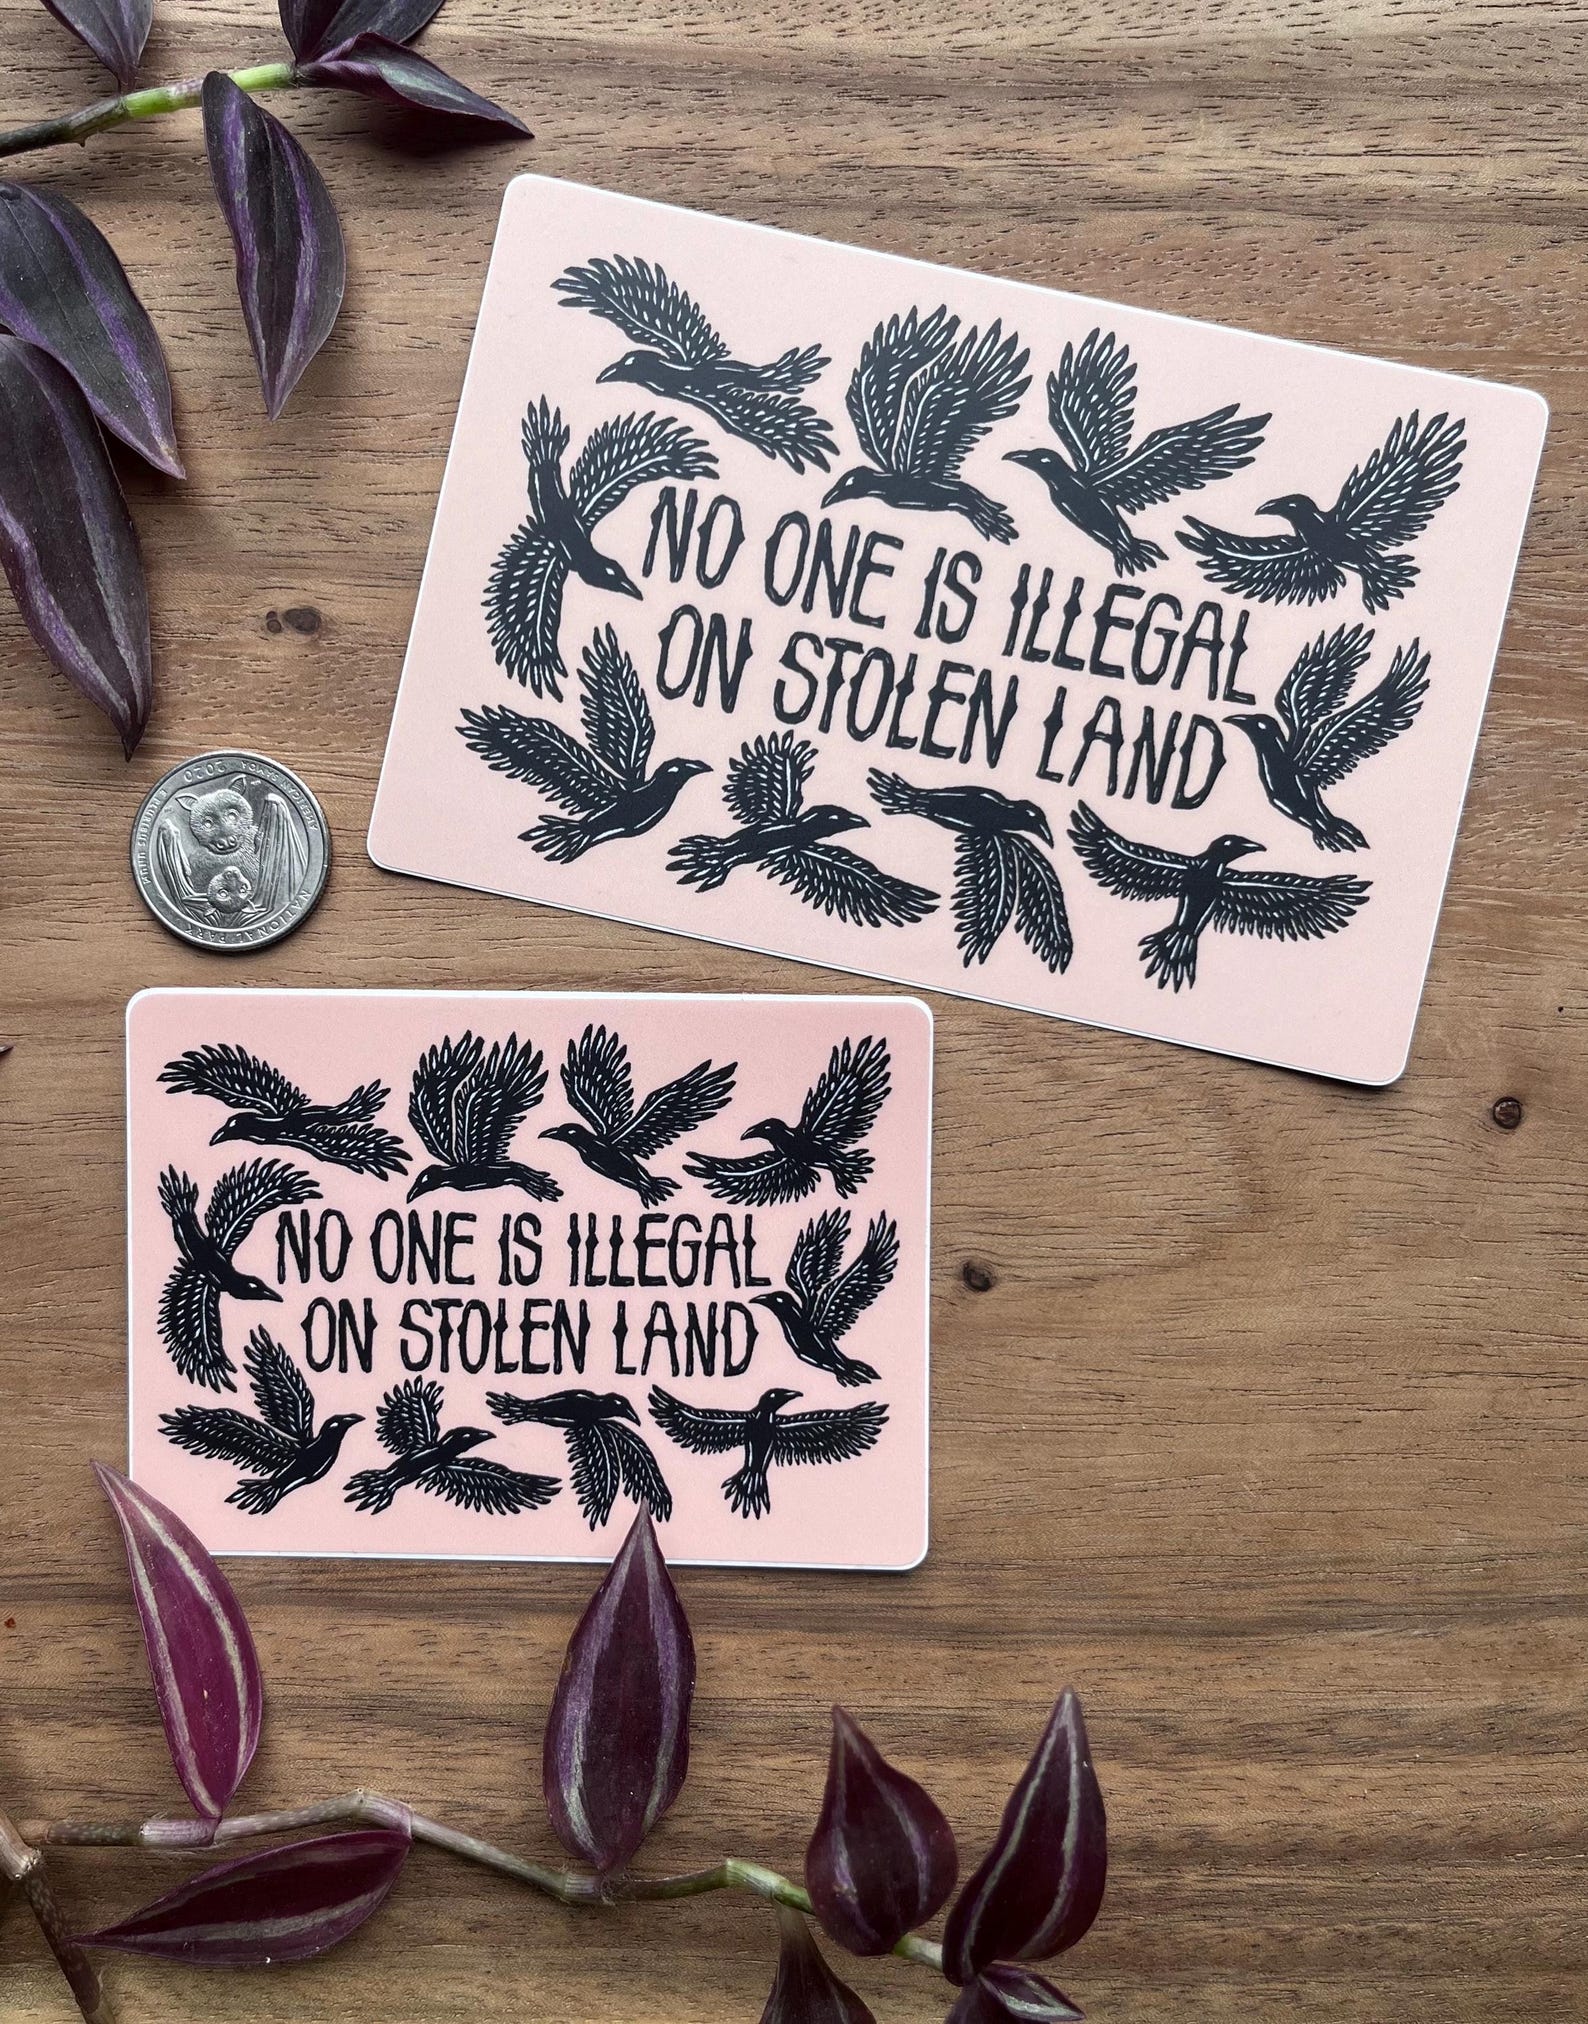 NO ONE IS ILLEGAL
ON STOLEN LAND
AMERICAN SAMOA 2020 E PLURIBUS UNUM
NATIONAL PARK
NO ONE IS ILLEGAL
ON STOLEN LAND